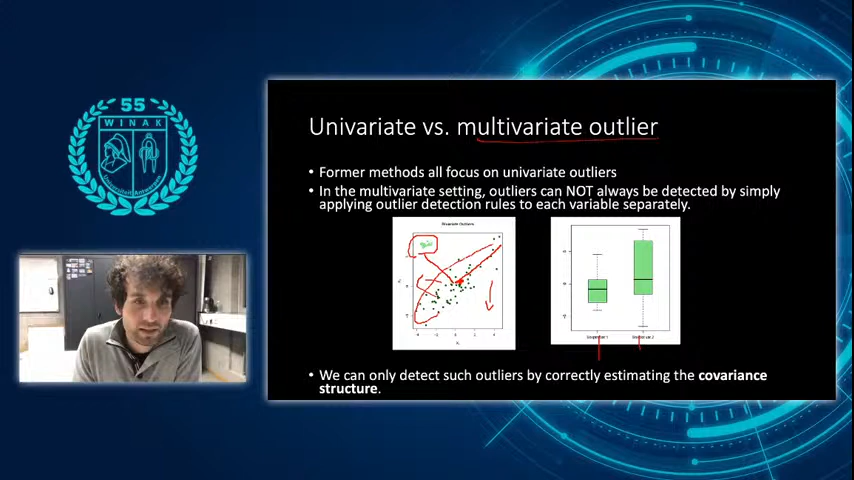 55
WINAK
Universiteit Antwerpen
Univariate vs. multivariate outlier
• Former methods all focus on univariate outliers
• In the multivariate setting, outliers can NOT always be detected by simply
applying outlier detection rules to each variable separately.
Bivariate Outliers
• We can only detect such outliers by correctly estimating the covariance
structure.